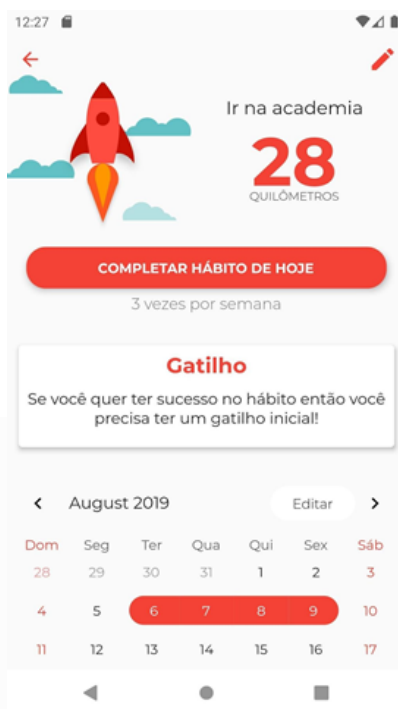 12:27
Ir na academia
28
QUILÔMETROS
COMPLETAR HÁBITO DE HOJE
3 vezes por semana
Gatilho
Se você quer ter sucesso no hábito então você
precisa ter um gatilho inicial!
August 2019
Editar
Dom Seg Ter Qua Qui Sex Sáb
28 29 30 31 1 2 3
4 5 6 7 8 9 10
11 12 13 14 15 16 17